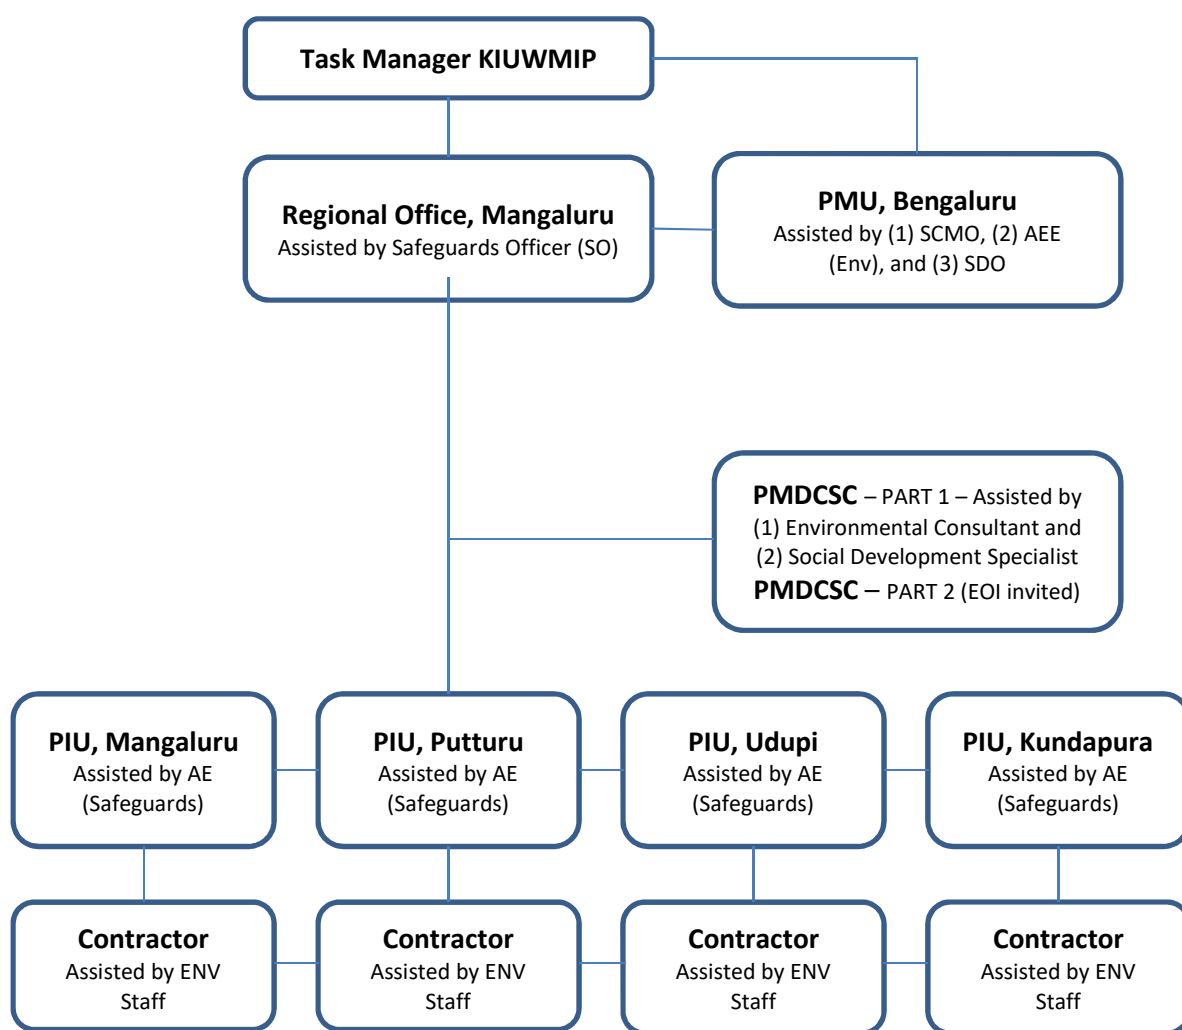 Task Manager KIUWMIP
Regional Office, Mangaluru
Assisted by Safeguards Officer (SO)
PMU, Bengaluru
Assisted by (1) SCMO, (2) AEE
(Env), and (3) SDO
PMDCSC – PART 1 – Assisted by
(1) Environmental Consultant and
(2) Social Development Specialist
PMDCSC – PART 2 (EOI invited)
PIU, Mangaluru
Assisted by AE
(Safeguards)
PIU, Putturu
Assisted by AE
(Safeguards)
PIU, Udupi
Assisted by AE
(Safeguards)
PIU, Kundapura
Assisted by AE
(Safeguards)
Contractor
Assisted by ENV
Staff
Contractor
Assisted by ENV
Staff
Contractor
Assisted by ENV
Staff
Contractor
Assisted by ENV
Staff